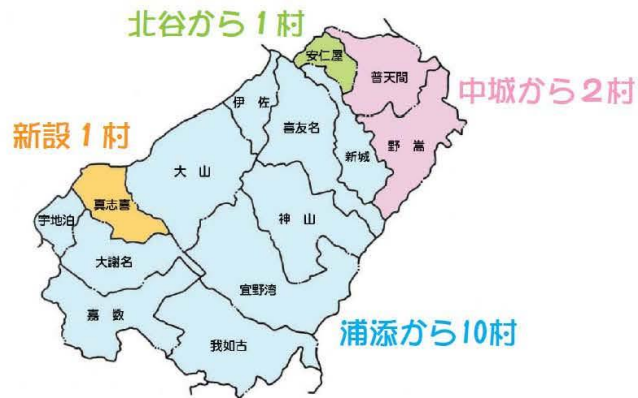 北谷から1村
安仁屋
普天間
中城から2村
伊 佐
喜友名
新設1村
大 山
新城
野 嵩
真志喜
宇地泊
神 山
大謝名
宜野湾
嘉 数
浦添から10村
我如古